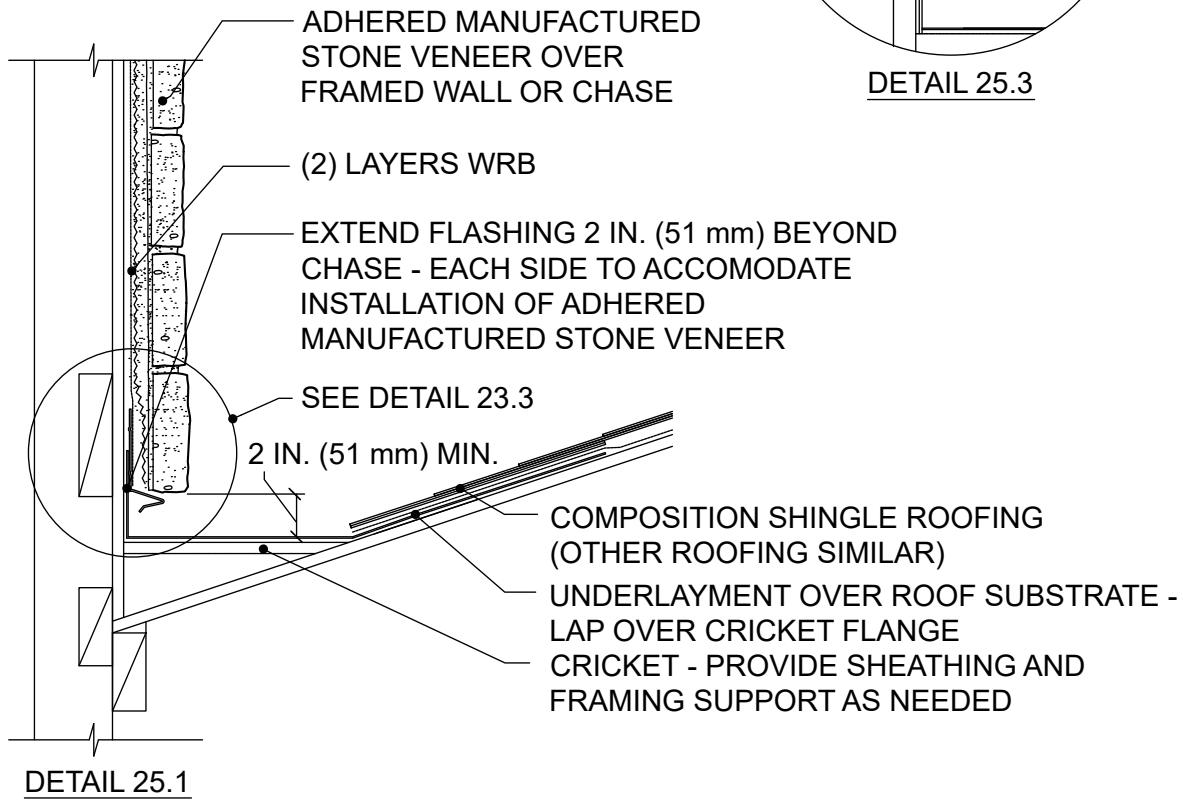 ADHERED MANUFACTURED
STONE VENEER OVER
FRAMED WALL OR CHASE
DETAIL 25.3
(2) LAYERS WRB
EXTEND FLASHING 2 IN. (51 mm) BEYOND
CHASE - EACH SIDE TO ACCOMODATE
INSTALLATION OF ADHERED
MANUFACTURED STONE VENEER
SEE DETAIL 23.3
2 IN. (51 mm) MIN.
COMPOSITION SHINGLE ROOFING
(OTHER ROOFING SIMILAR)
UNDERLAYMENT OVER ROOF SUBSTRATE -
LAP OVER CRICKET FLANGE
CRICKET - PROVIDE SHEATHING AND
FRAMING SUPPORT AS NEEDED
DETAIL 25.1